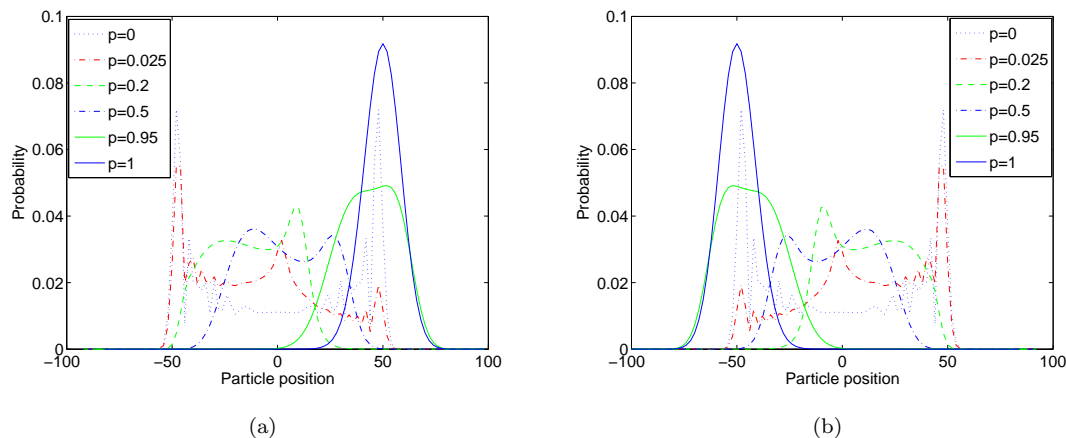 0.1
0.08
0.06
0.04
0.02
0
Probability
p=0
p=0.025
p=0.2
p=0.5
p=0.95
p=1
−100
−50
0
50
100
Particle position
(a)
0.1
0.08
0.06
0.04
0.02
0
Probability
p=0
p=0.025
p=0.2
p=0.5
p=0.95
p=1
−100
−50
0
50
100
Particle position
(b)